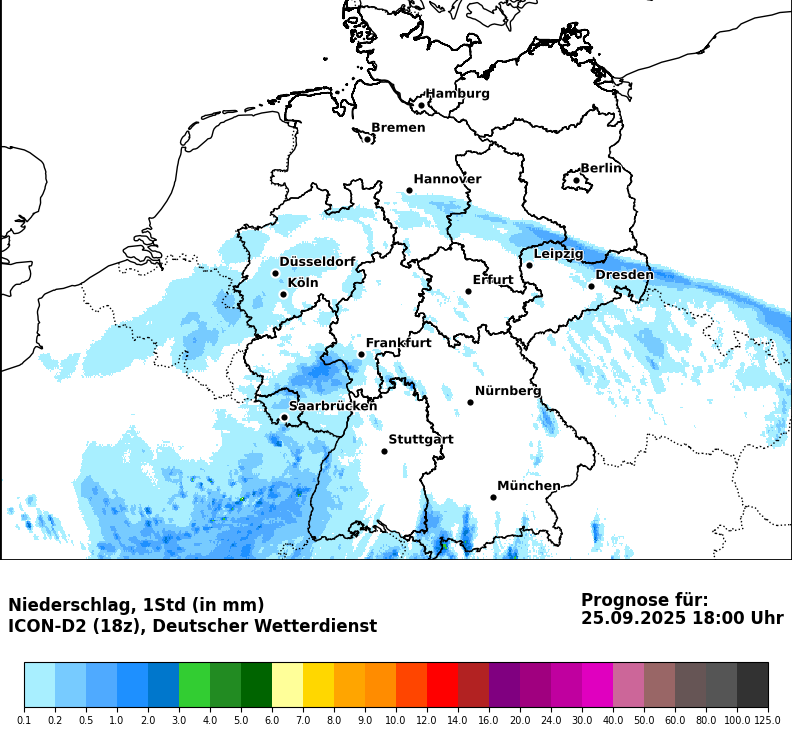 Hamburg
Bremen
Berlin
Hannover
Leipzig
Düsseldorf
Dresden
Köln
Erfurt
Frankfurt
Nürnberg
Saarbrücken
Stuttgart
München
Niederschlag, 1Std (in mm)
ICON-D2 (18z), Deutscher Wetterdienst
Prognose für:
25.09.2025 18:00 Uhr
0.1 0.2 0.5 1.0 2.0 3.0 4.0 5.0 6.0 7.0 8.0 9.0 10.0 12.0 14.0 16.0 20.0 24.0 30.0 40.0 50.0 60.0 80.0 100.0 125.0